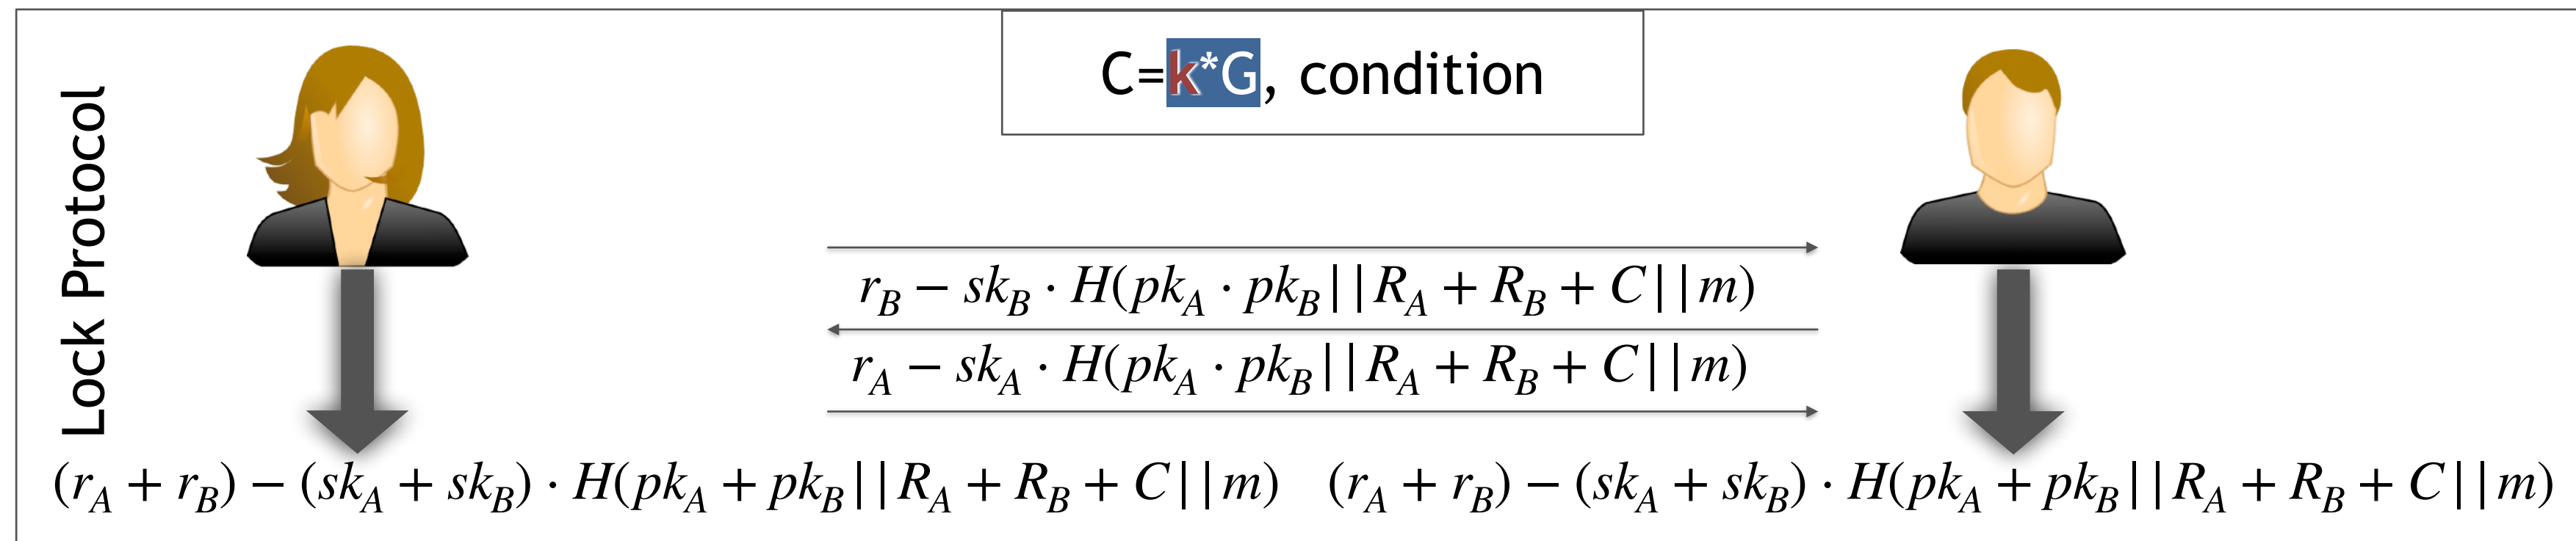 C=k*G, condition
Lock Protocol
r_B − sk_B · H(pk_A · pk_B||R_A + R_B + C||m)
r_A − sk_A · H(pk_A · pk_B||R_A + R_B + C||m)
(r_A + r_B) − (sk_A + sk_B) · H(pk_A + pk_B||R_A + R_B + C||m)
(r_A + r_B) − (sk_A + sk_B) · H(pk_A + pk_B||R_A + R_B + C||m)